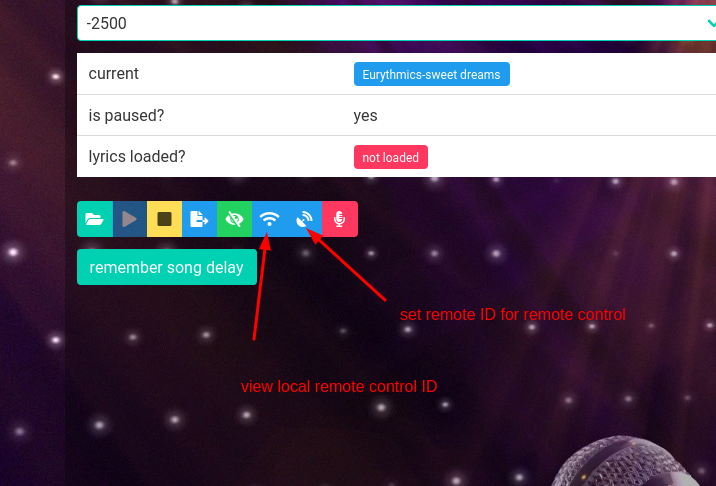 -2500
current
Eurythmics-sweet dreams
is paused?
yes
lyrics loaded?
not loaded
remember song delay
set remote ID for remote control
view local remote control ID